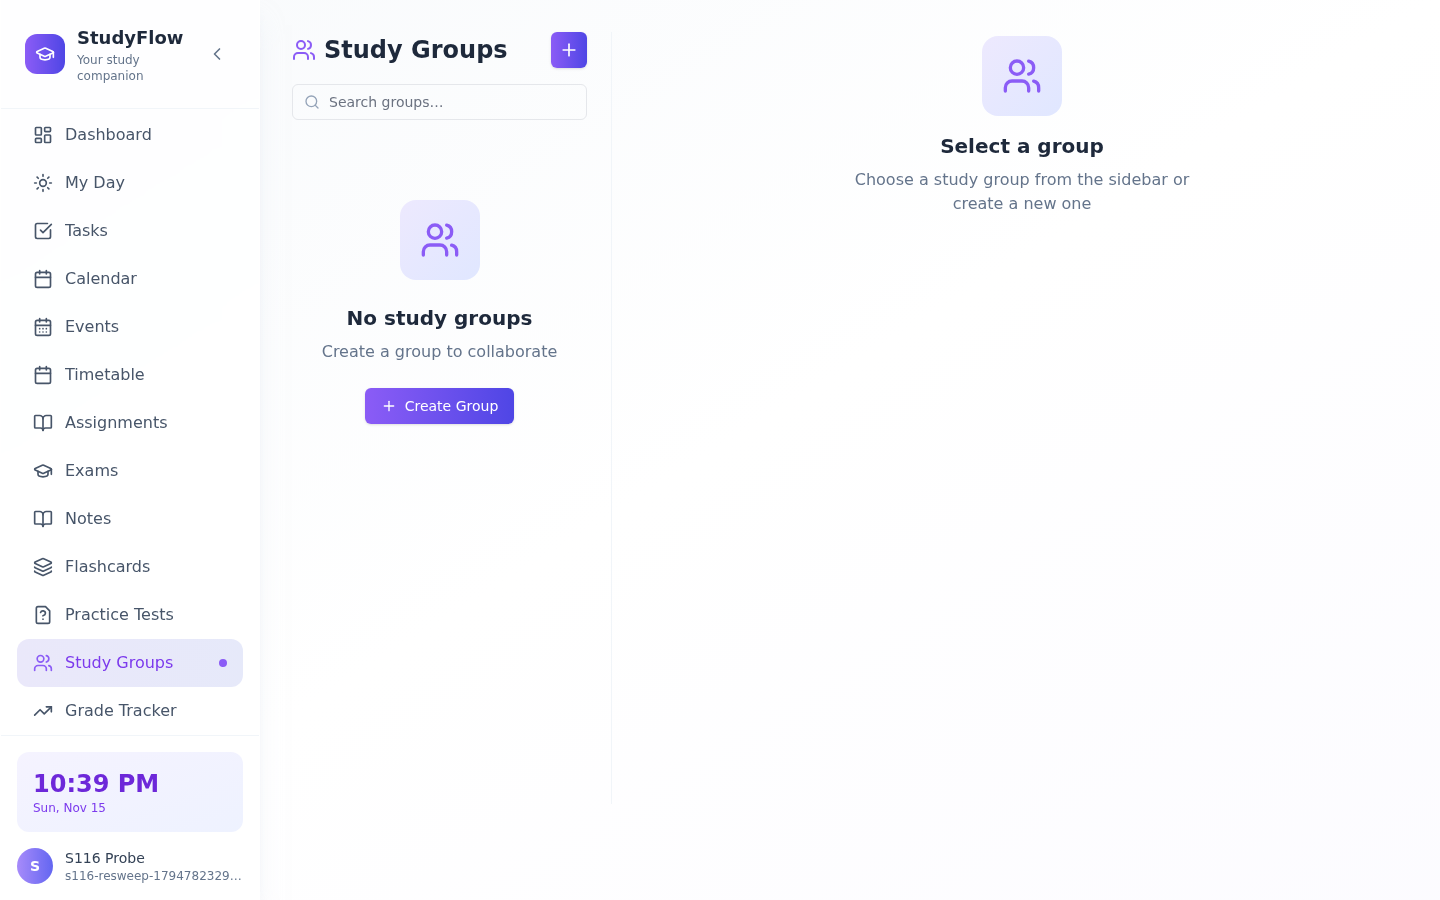 StudyFlow
Your study
companion
Dashboard
My Day
Tasks
Calendar
Events
Timetable
Assignments
Exams
Notes
Flashcards
Practice Tests
Study Groups
Grade Tracker
10:39 PM
Sun, Nov 15
S
S116 Probe
s116-resweep-1794782329...
Study Groups
Search groups...
No study groups
Create a group to collaborate
Create Group
Select a group
Choose a study group from the sidebar or
create a new one